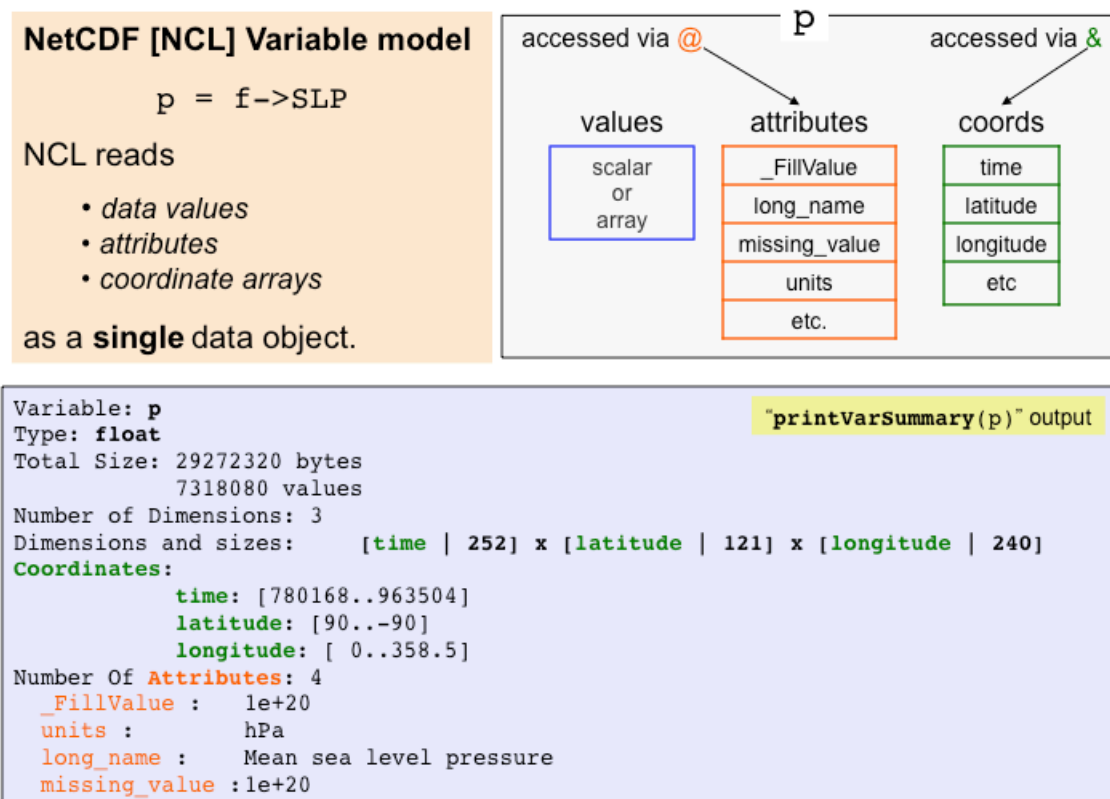 NetCDF [NCL] Variable model
p = f->SLP
NCL reads
• data values
• attributes
• coordinate arrays
as a single data object.
p
accessed via @
accessed via &
values
scalar
or
array
attributes
_FillValue
long_name
missing_value
units
etc.
coords
time
latitude
longitude
etc
"printVarSummary(p)" output
Variable: p
Type: float
Total Size: 29272320 bytes
7318080 values
Number of Dimensions: 3
Dimensions and sizes: [time | 252] x [latitude | 121] x [longitude | 240]
Coordinates:
time: [780168..963504]
latitude: [90..-90]
longitude: [ 0..358.5]
Number Of Attributes: 4
_FillValue : 1e+20
units : hPa
long_name : Mean sea level pressure
missing_value :1e+20